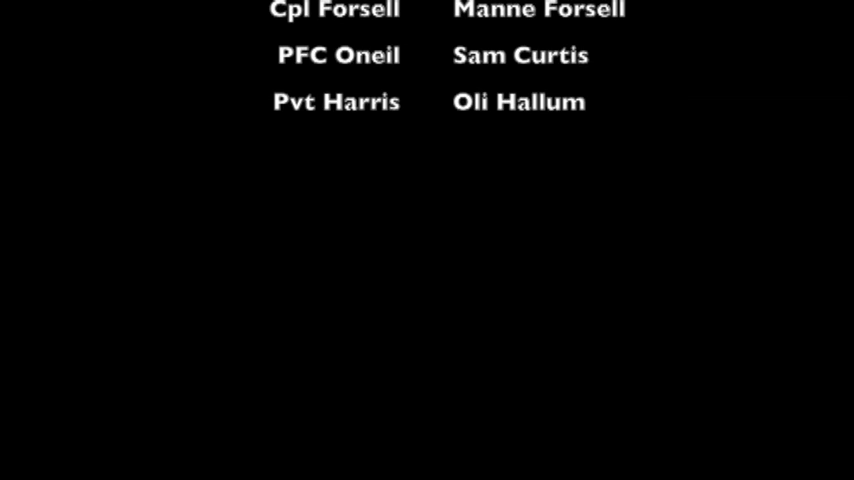 Cpl Forsell Manne Forsell
PFC Oneil Sam Curtis
Pvt Harris Oli Hallum